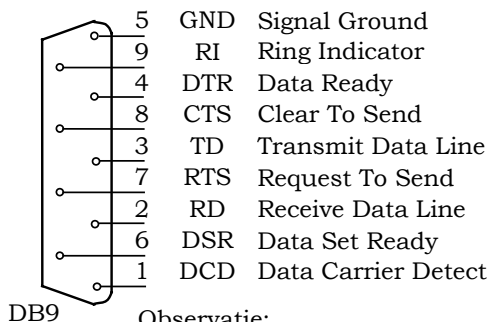 5 GND Signal Ground
9 RI Ring Indicator
4 DTR Data Ready
8 CTS Clear To Send
3 TD Transmit Data Line
7 RTS Request To Send
2 RD Receive Data Line
6 DSR Data Set Ready
1 DCD Data Carrier Detect
DB9
Observatie: